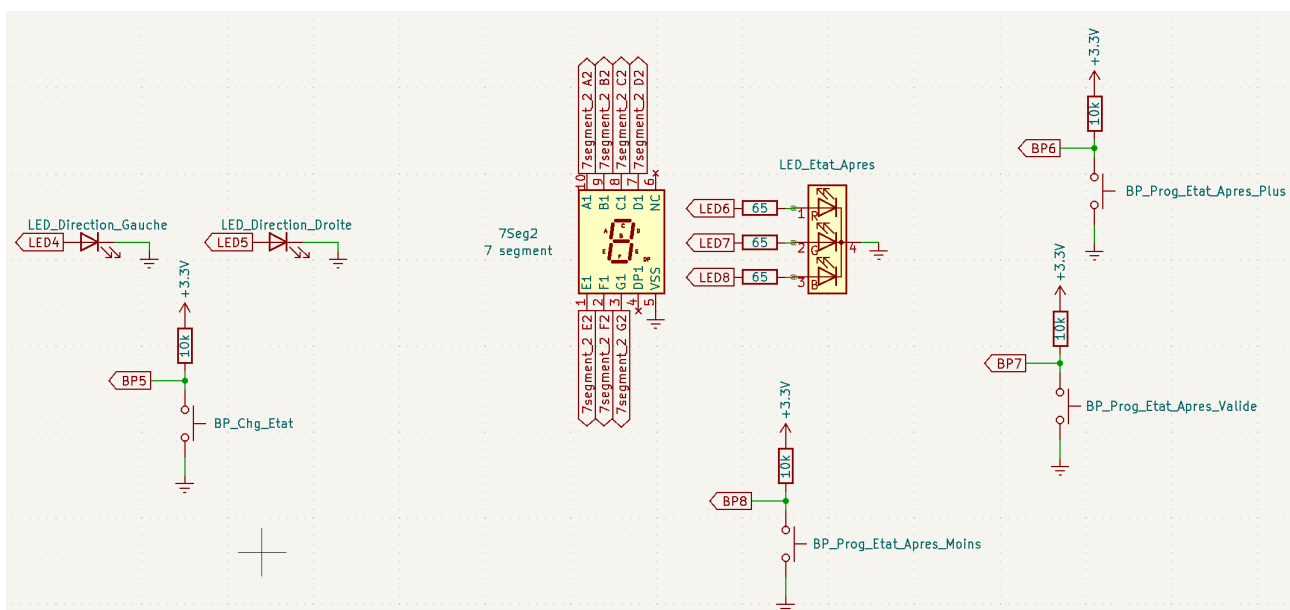 7segment_2 A2
7segment_2 B2
7segment_2 C2
7segment_2 D2
10
9
8
7
6
A1
B1
C1
D1
NC
7Seg2
7 segment
A
B
C
D
E
F
G
DP
E1
F1
G1
DP1
VSS
1
2
3
4
5
7segment_2 E2
7segment_2 F2
7segment_2 G2
LED_Direction_Gauche
LED4
LED_Direction_Droite
LED5
+3.3V
10k
BP5
BP_Chg_Etat
LED_Etat_Apres
LED6
65
1
R
LED7
65
2
G
4
LED8
65
3
B
+3.3V
10k
BP6
BP_Prog_Etat_Apres_Plus
+3.3V
10k
BP7
BP_Prog_Etat_Apres_Valide
+3.3V
10k
BP8
BP_Prog_Etat_Apres_Moins